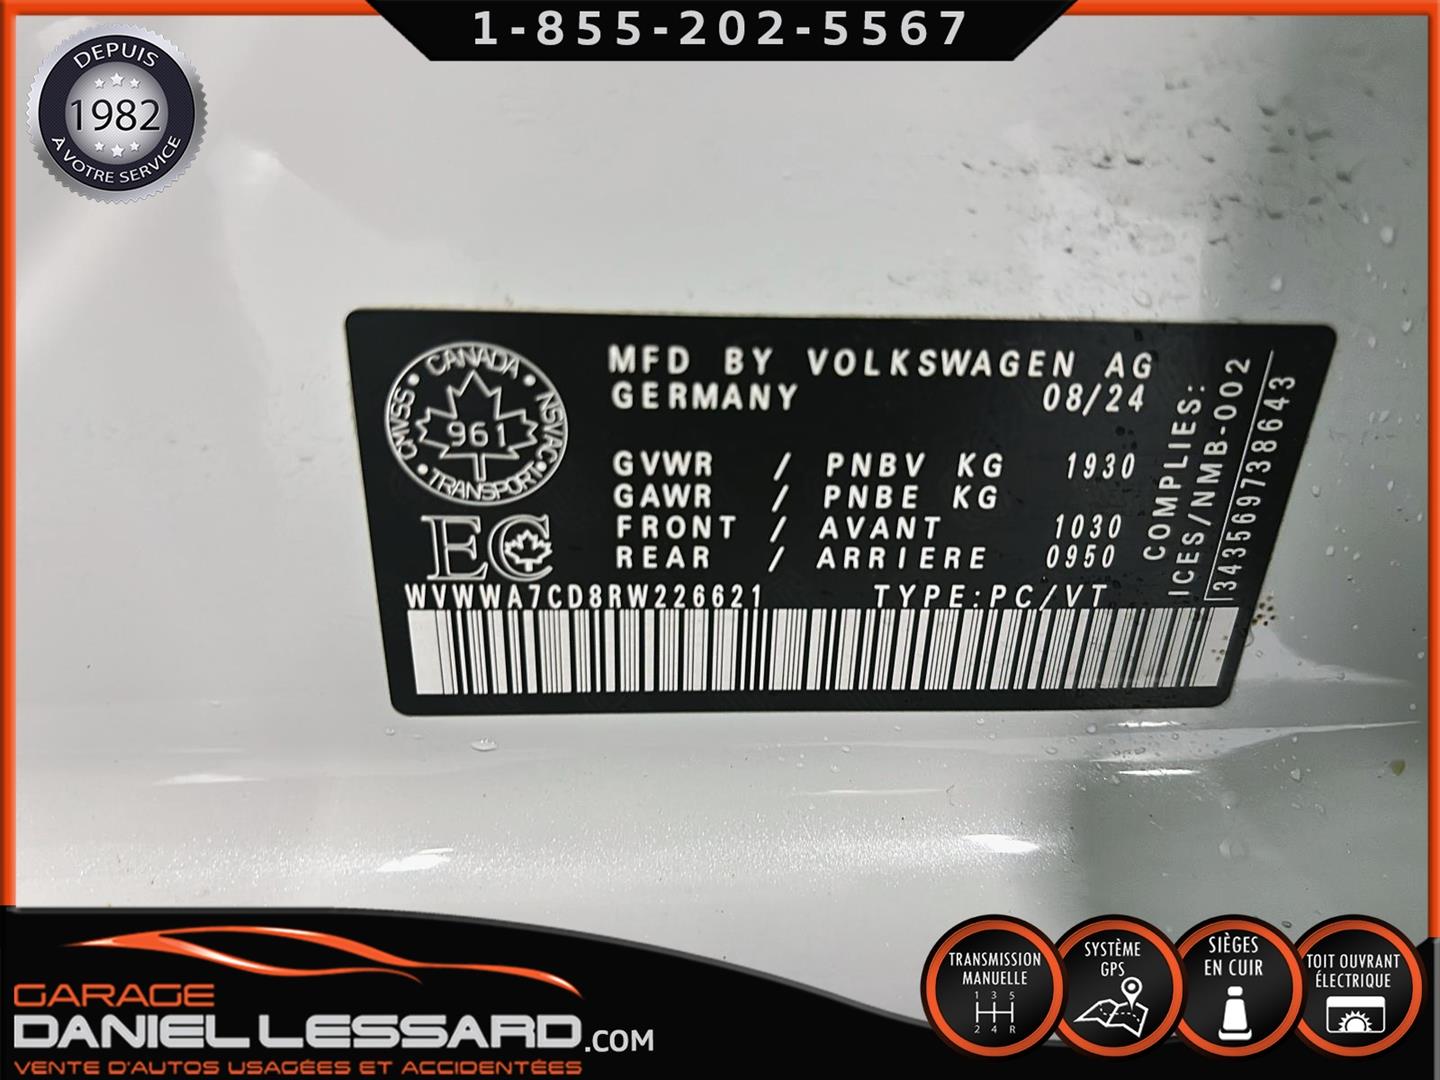 1-855-202-5567
DEPUIS
1982
À VOTRE SERVICE
CANADA
CMVSS • NSVAC
961
TRANSPORT
EC
MFD BY VOLKSWAGEN AG
GERMANY 08/24
GVWR / PNBV KG 1930
GAWR / PNBE KG
FRONT / AVANT 1030
REAR / ARRIERE 0950
WVWWA7CD8RW226621 TYPE:PC/VT
COMPLIES:
ICES/NMB-002
343569738643
GARAGE
DANIEL LESSARD.COM
VENTE D'AUTOS USAGÉES ET ACCIDENTÉES
TRANSMISSION
MANUELLE
1 3 5
2 4 R
SYSTÈME
GPS
SIÈGES
EN CUIR
TOIT OUVRANT
ÉLECTRIQUE